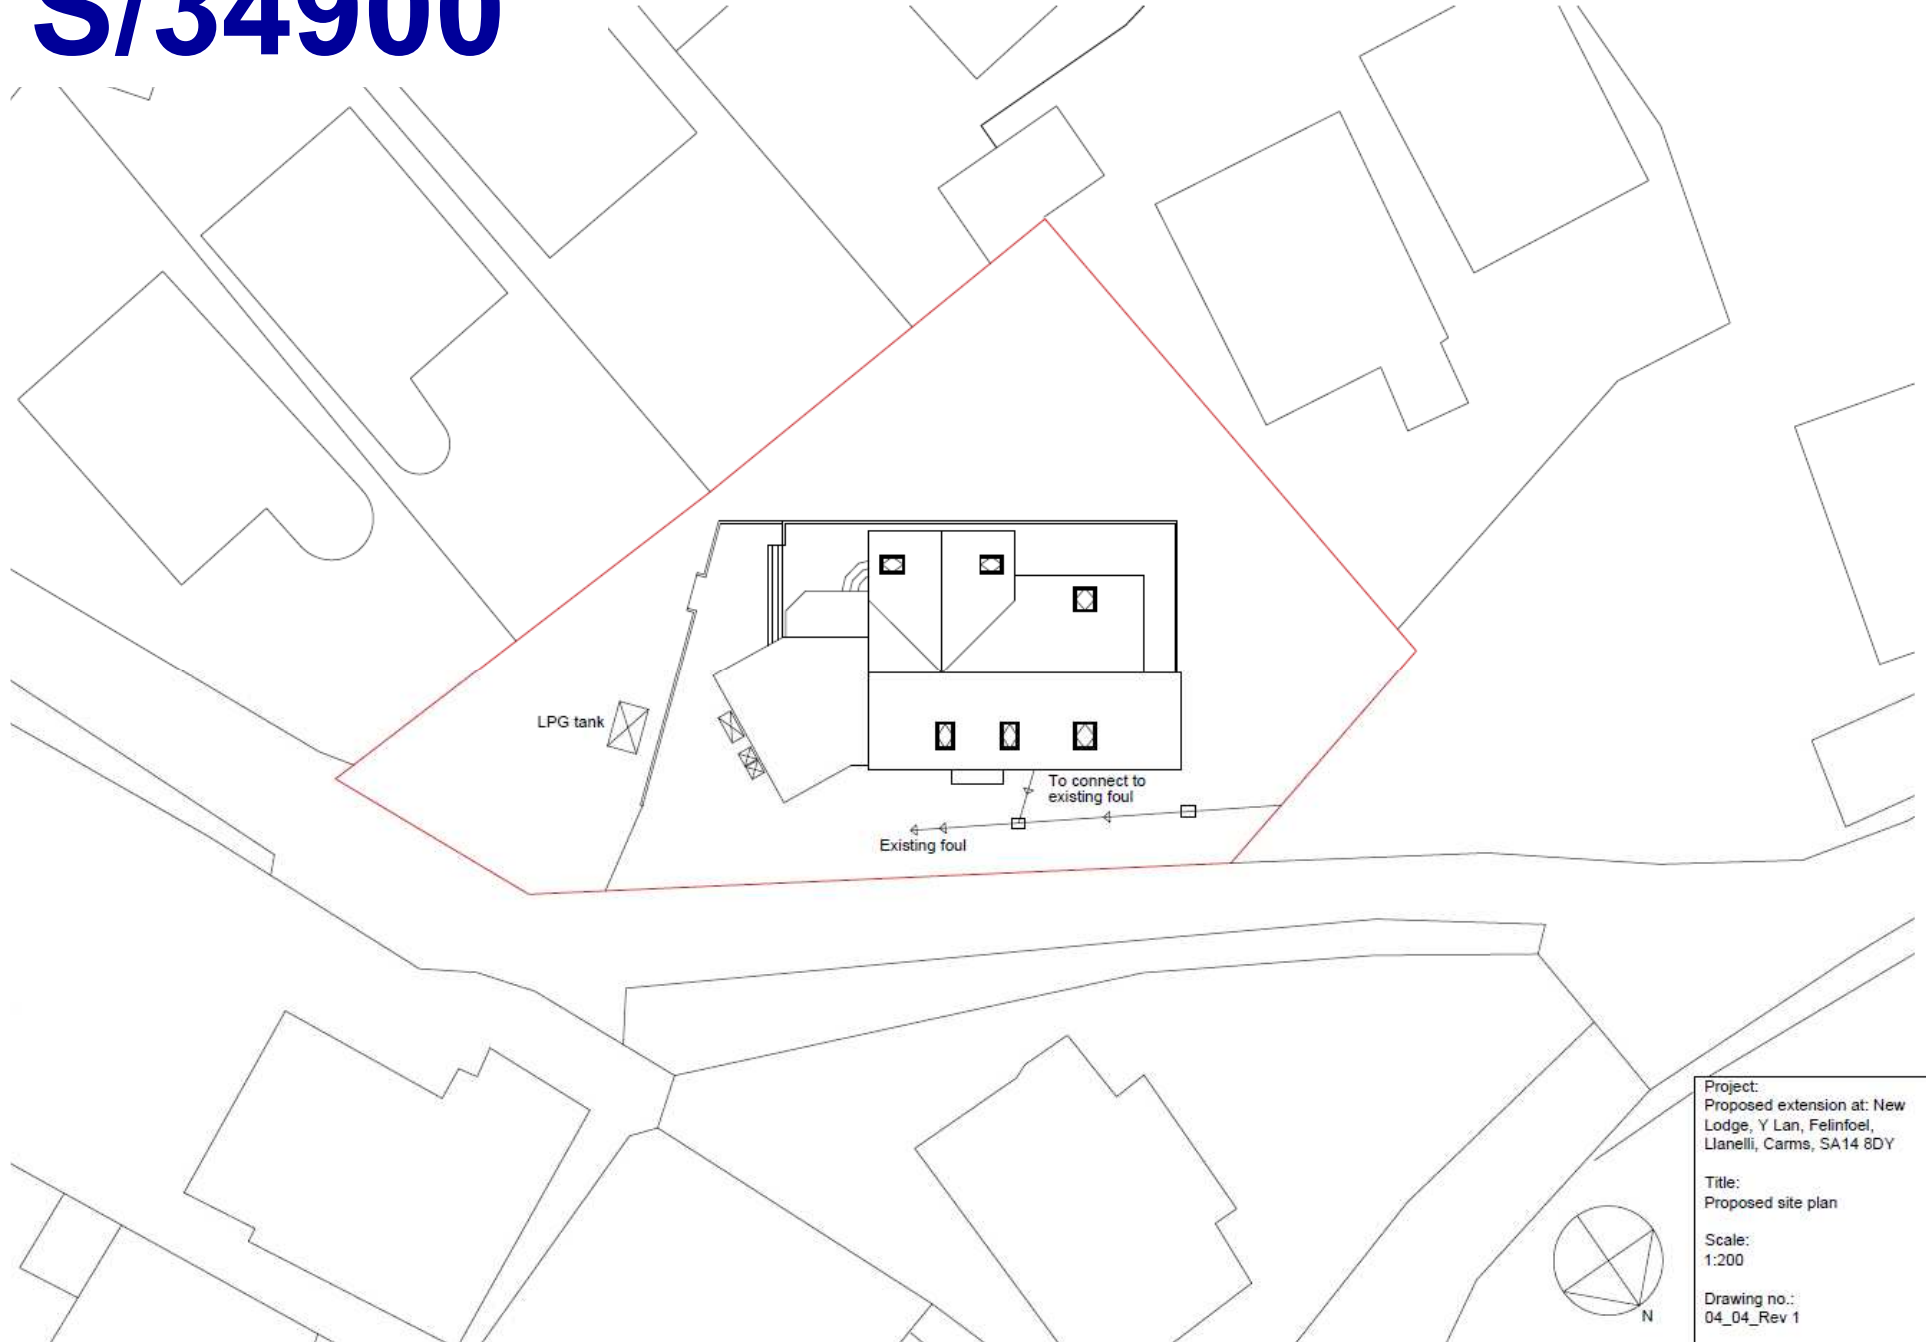 S/34900
LPG tank
To connect to
existing foul
Existing foul
Project:
Proposed extension at: New
Lodge, Y Lan, Felinfoel,
Llanelli, Carms, SA14 8DY
Title:
Proposed site plan
Scale:
1:200
Drawing no.:
04_04_Rev 1
N